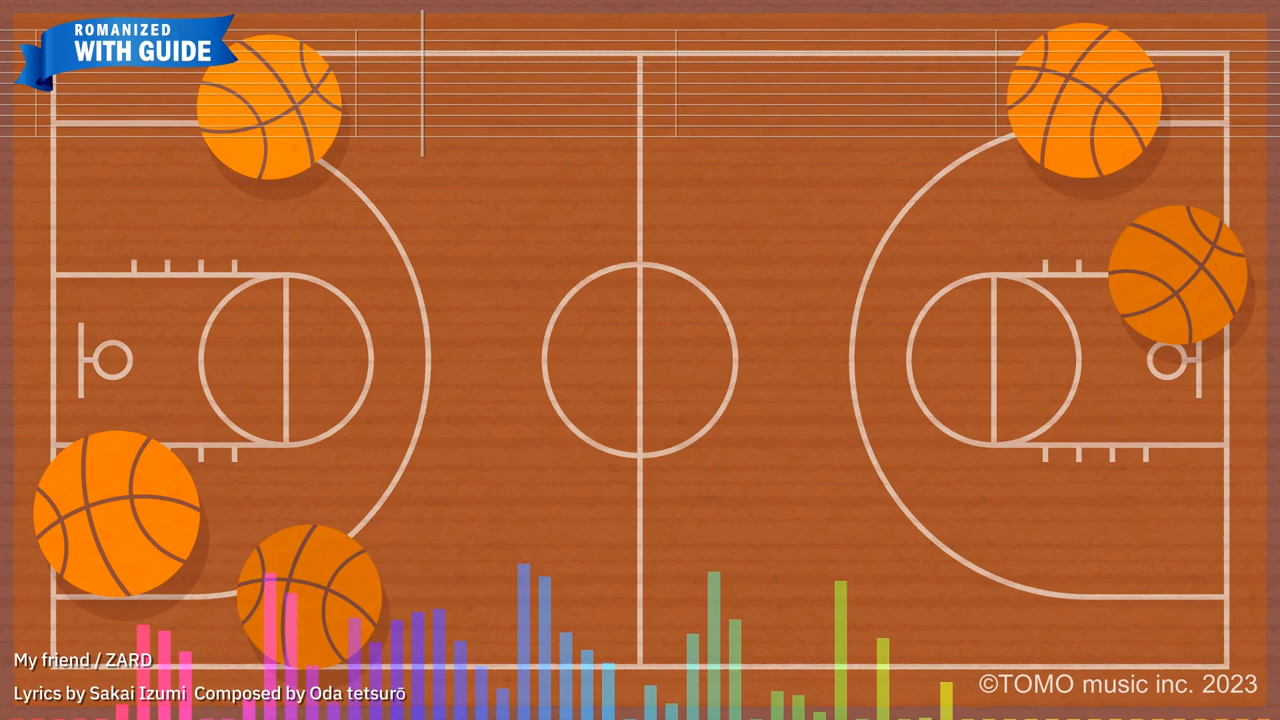 ROMANIZED
WITH GUIDE
My friend / ZARD
Lyrics by Sakai Izumi Composed by Oda tetsurō
©TOMO music inc. 2023